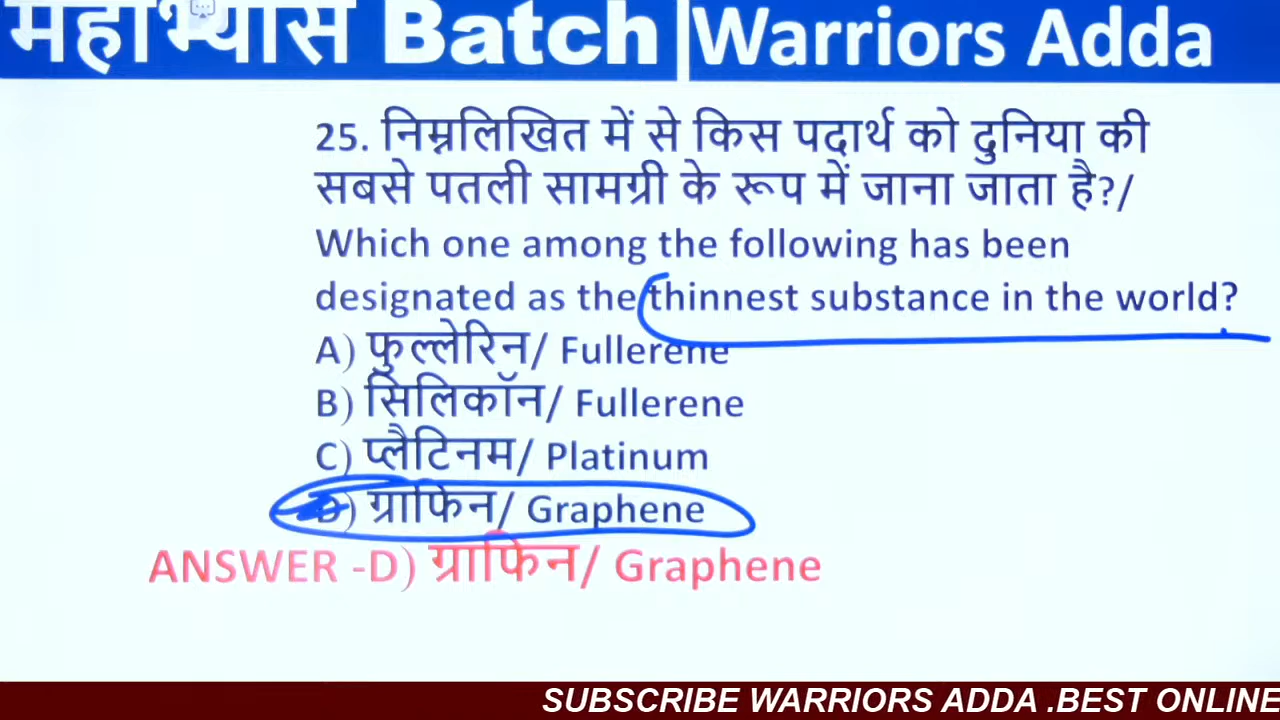 महाभ्यास Batch Warriors Adda
25. निम्नलिखित में से किस पदार्थ को दुनिया की
सबसे पतली सामग्री के रूप में जाना जाता है?/
Which one among the following has been
designated as the thinnest substance in the world?
A) फुल्लेरिन/ Fullerene
B) सिलिकॉन/ Fullerene
C) प्लैटिनम/ Platinum
D) ग्राफिन/ Graphene
ANSWER -D) ग्राफिन/ Graphene
SUBSCRIBE WARRIORS ADDA .BEST ONLINE